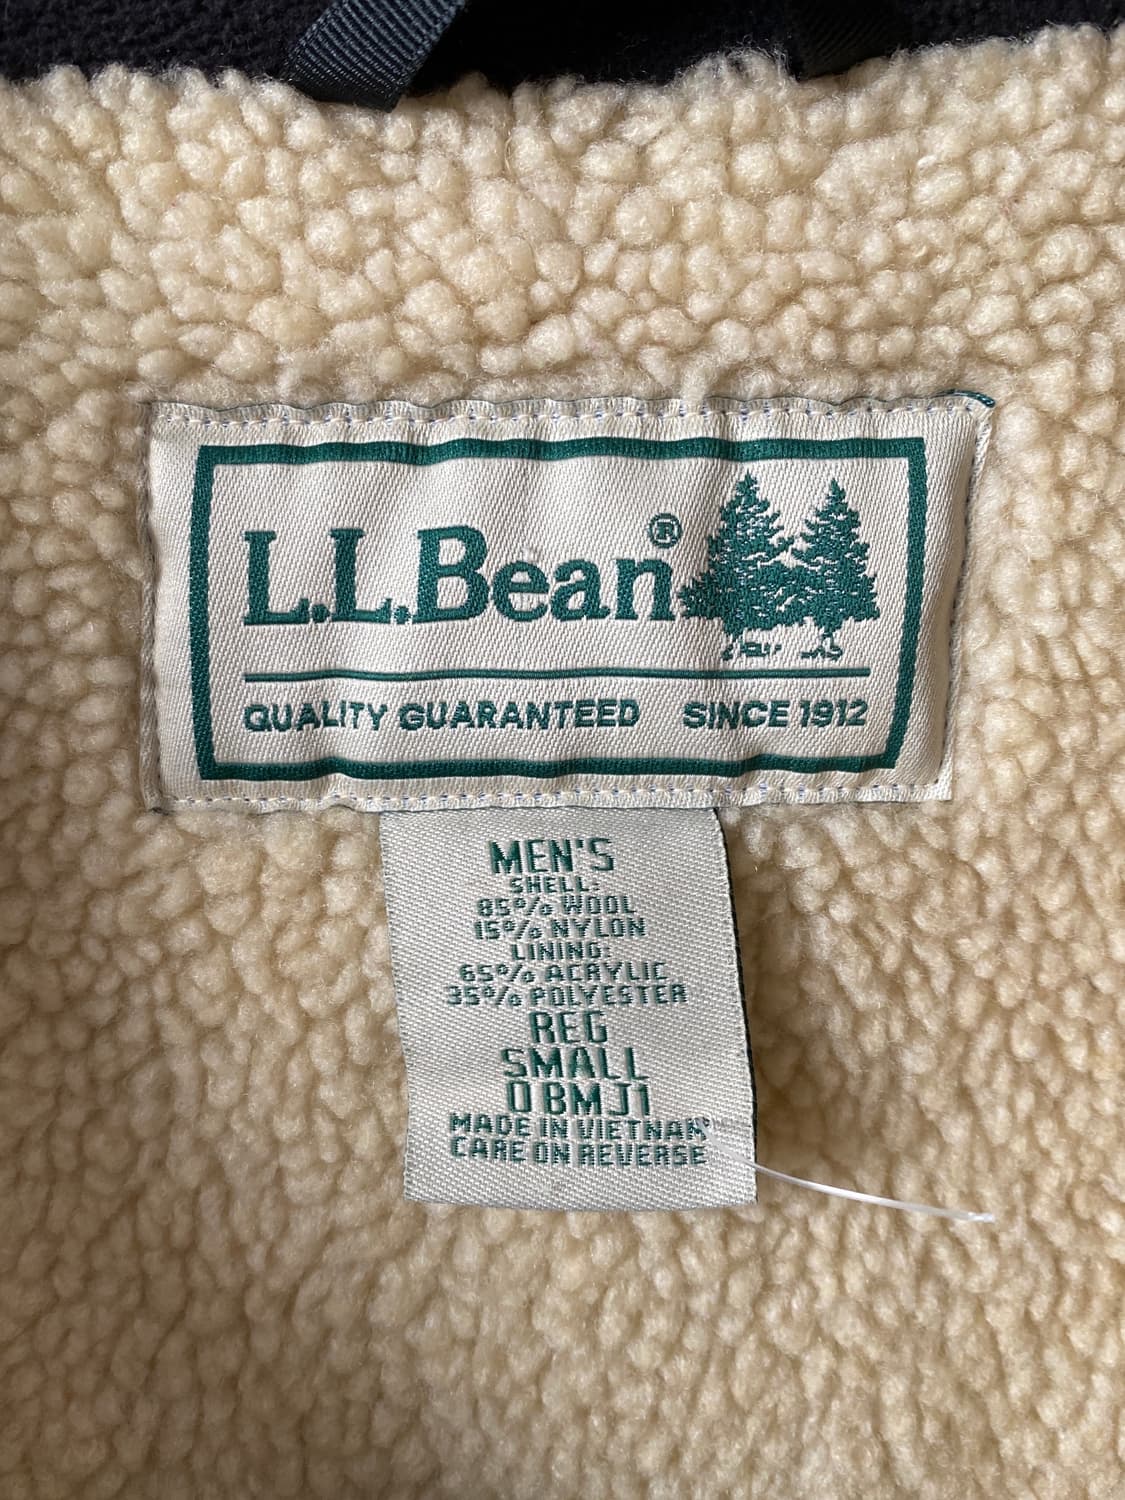 L.L.Bean®
QUALITY GUARANTEED SINCE 1912
MEN'S
SHELL:
85% WOOL
15% NYLON
LINING:
65% ACRYLIC
35% POLYESTER
REG
SMALL
0BMJ1
MADE IN VIETNAM
CARE ON REVERSE